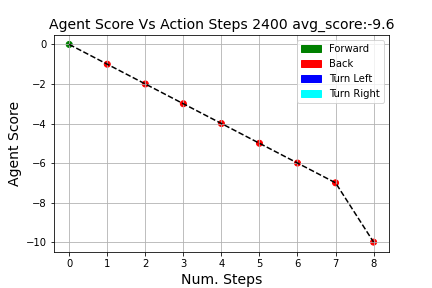 Agent Score Vs Action Steps 2400 avg_score:-9.6
Agent Score
0
−2
−4
−6
−8
−10
Forward
Back
Turn Left
Turn Right
0 1 2 3 4 5 6 7 8
Num. Steps